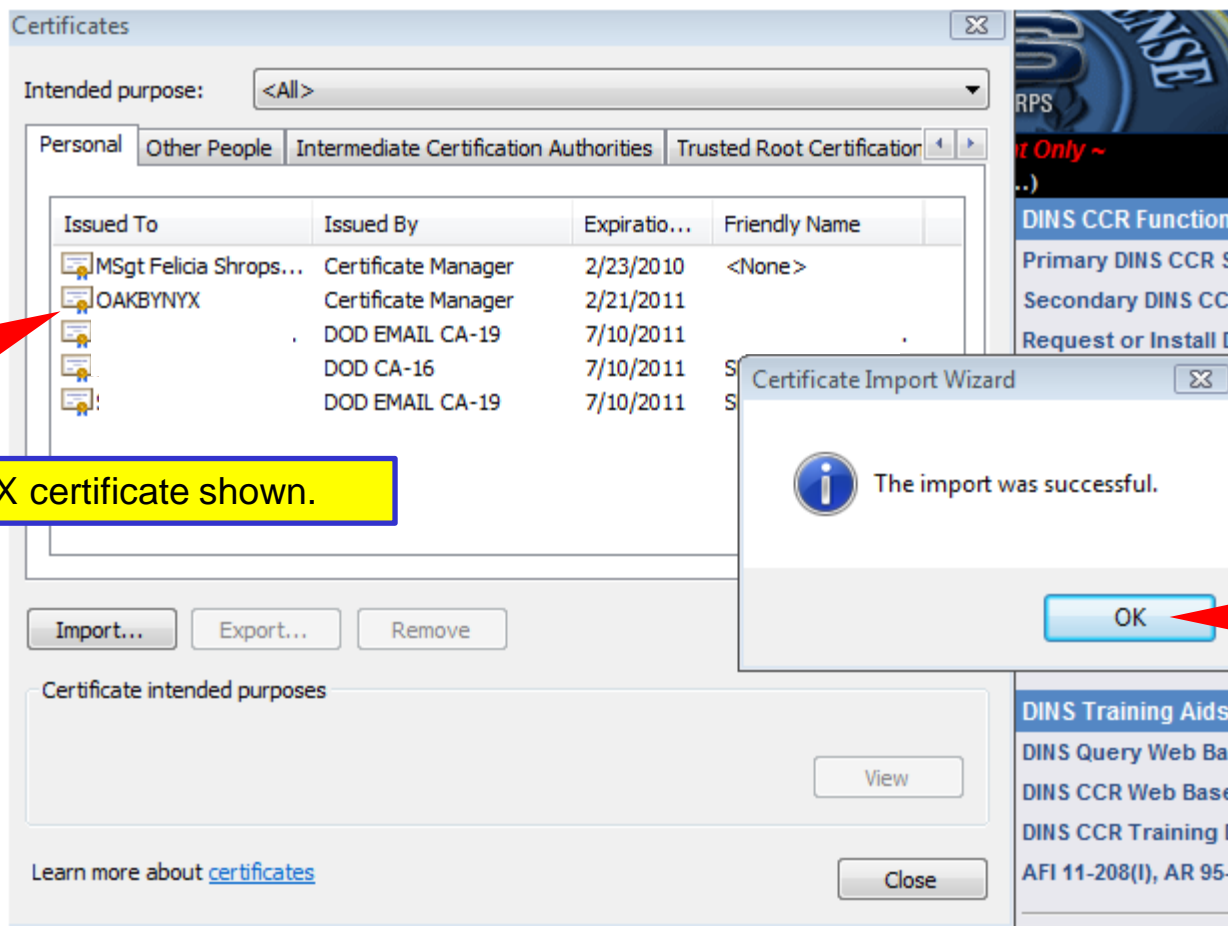 Certificates
Intended purpose: <All>
Personal Other People Intermediate Certification Authorities Trusted Root Certification
Issued To Issued By Expiratio... Friendly Name
MSgt Felicia Shrops... Certificate Manager 2/23/2010 <None>
OAKBYNYX Certificate Manager 2/21/2011
DOD EMAIL CA-19 7/10/2011
DOD CA-16 7/10/2011 S
DOD EMAIL CA-19 7/10/2011 S
X certificate shown.
Import... Export... Remove
Certificate intended purposes
View
Learn more about certificates
Close
Certificate Import Wizard
The import was successful.
OK
ENSE
RPS
t Only ~
..)
DINS CCR Function
Primary DINS CCR S
Secondary DINS CC
Request or Install D
DINS Training Aids
DINS Query Web Ba
DINS CCR Web Base
DINS CCR Training
AFI 11-208(I), AR 95-